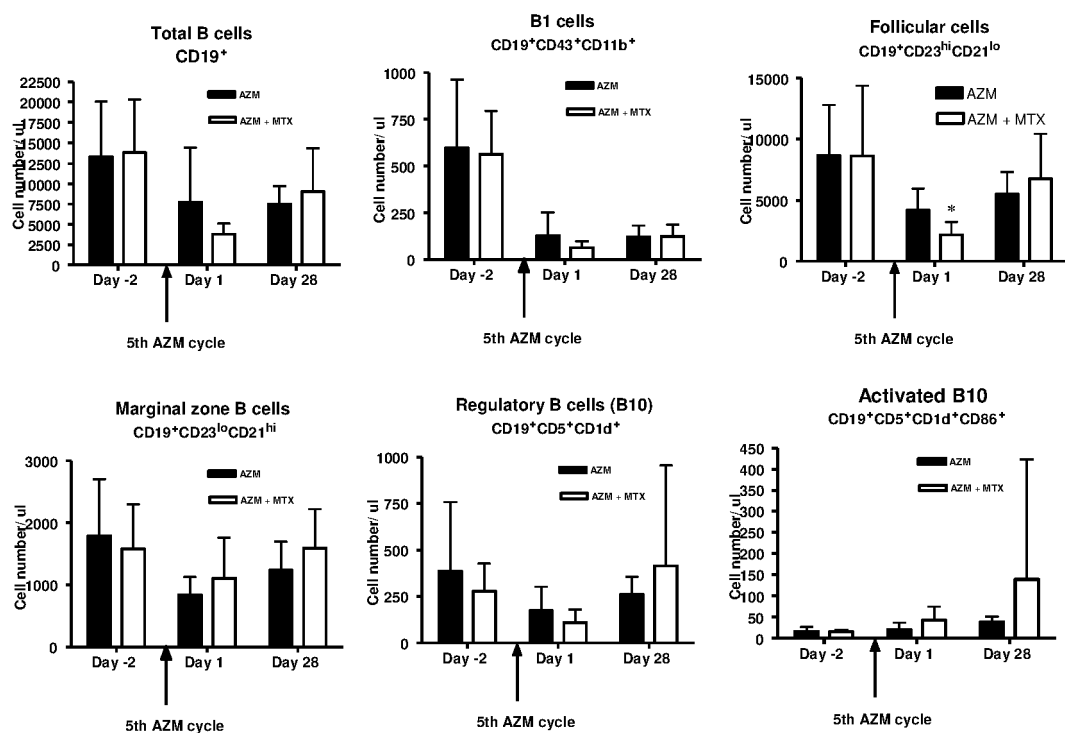 Total B cells
CD19⁺
22500
20000
17500
15000
12500
10000
7500
5000
2500
0
Cell number/ ul
AZM
AZM + MTX
Day -2 Day 1 Day 28
5th AZM cycle
B1 cells
CD19⁺CD43⁺CD11b⁺
1000
750
500
250
0
Cell number/ ul
AZM
AZM + MTX
Day -2 Day 1 Day 28
5th AZM cycle
Follicular cells
CD19⁺CD23ʰⁱCD21ˡᵒ
15000
10000
5000
0
Cell number/ ul
AZM
AZM + MTX
*
Day -2 Day 1 Day 28
5th AZM cycle
Marginal zone B cells
CD19⁺CD23ˡᵒCD21ʰⁱ
3000
2000
1000
0
Cell number/ ul
AZM
AZM + MTX
Day -2 Day 1 Day 28
5th AZM cycle
Regulatory B cells (B10)
CD19⁺CD5⁺CD1d⁺
1000
750
500
250
0
Cell number/ ul
AZM
AZM + MTX
Day -2 Day 1 Day 28
5th AZM cycle
Activated B10
CD19⁺CD5⁺CD1d⁺CD86⁺
450
400
350
300
250
200
150
100
50
0
Cell number/ ul
AZM
AZM + MTX
Day -2 Day 1 Day 28
5th AZM cycle